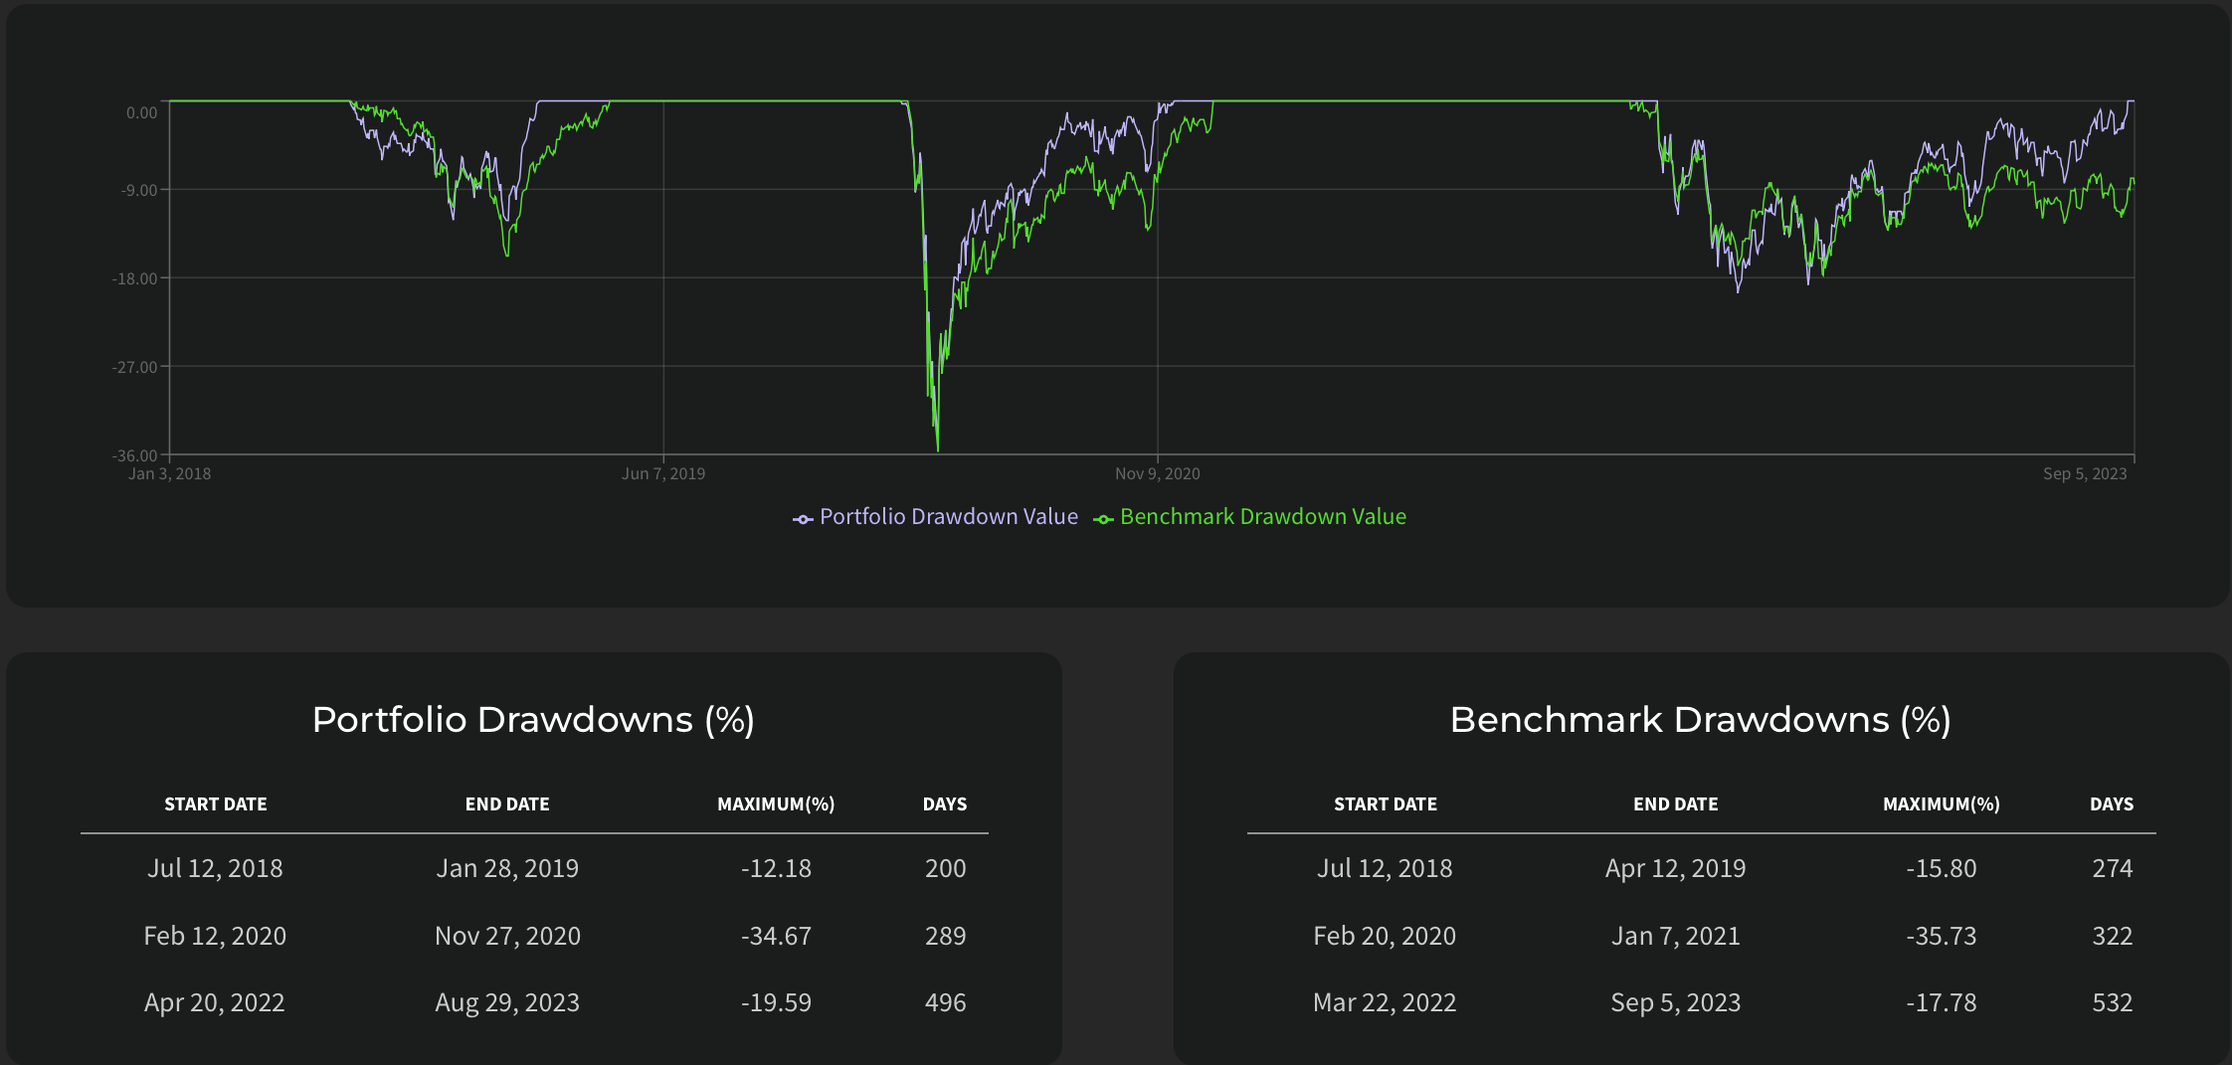 0.00
-9.00
-18.00
-27.00
-36.00
Jan 3, 2018 Jun 7, 2019 Nov 9, 2020 Sep 5, 2023
Portfolio Drawdown Value Benchmark Drawdown Value
Portfolio Drawdowns (%)
START DATE END DATE MAXIMUM(%) DAYS
Jul 12, 2018 Jan 28, 2019 -12.18 200
Feb 12, 2020 Nov 27, 2020 -34.67 289
Apr 20, 2022 Aug 29, 2023 -19.59 496
Benchmark Drawdowns (%)
START DATE END DATE MAXIMUM(%) DAYS
Jul 12, 2018 Apr 12, 2019 -15.80 274
Feb 20, 2020 Jan 7, 2021 -35.73 322
Mar 22, 2022 Sep 5, 2023 -17.78 532